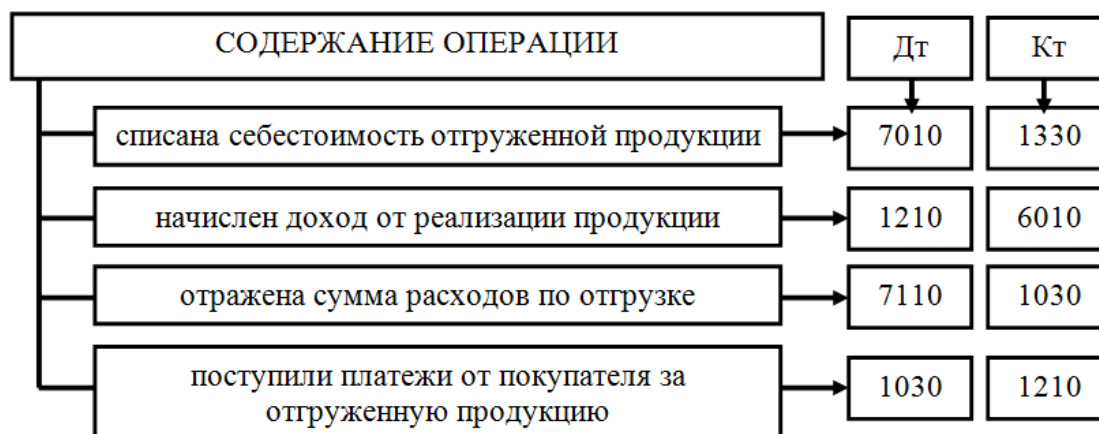 СОДЕРЖАНИЕ ОПЕРАЦИИ Дт Кт
списана себестоимость отгруженной продукции 7010 1330
начислен доход от реализации продукции 1210 6010
отражена сумма расходов по отгрузке 7110 1030
поступили платежи от покупателя за
отгруженную продукцию 1030 1210